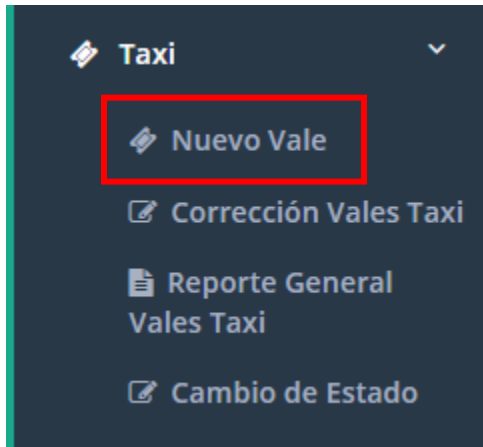 Taxi
Nuevo Vale
Corrección Vales Taxi
Reporte General
Vales Taxi
Cambio de Estado